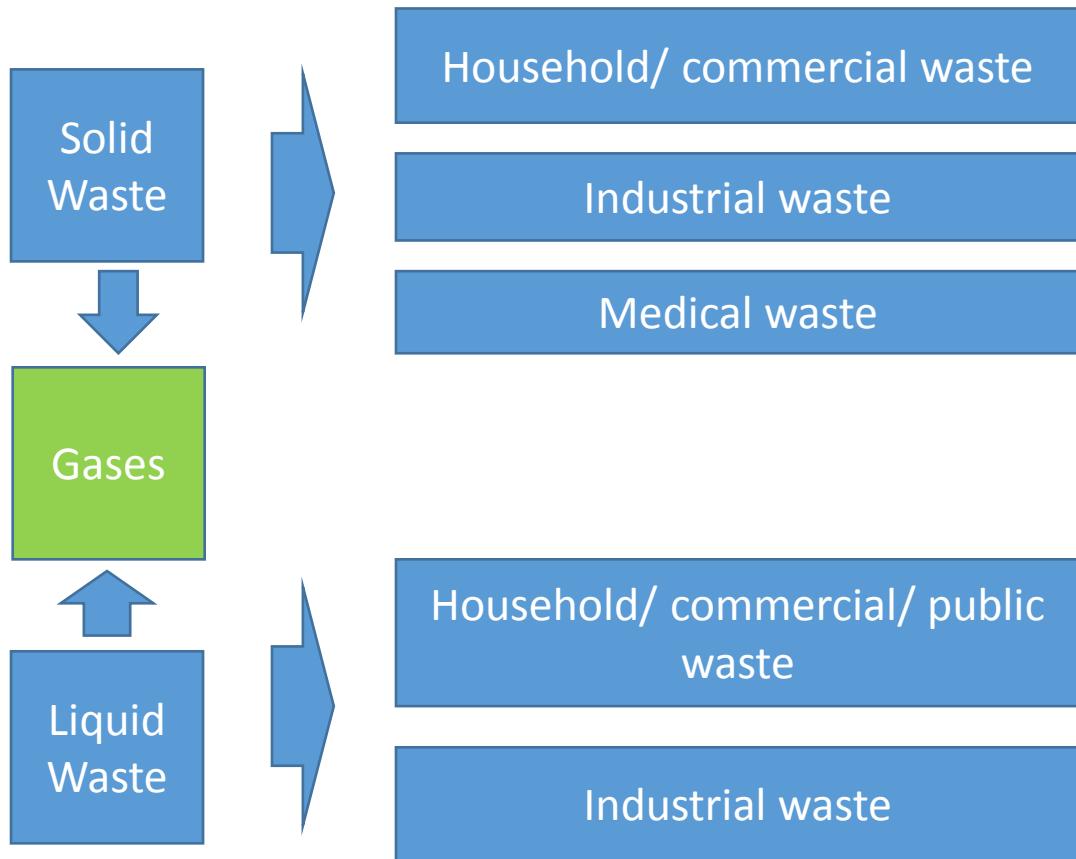 Solid
Waste
Household/ commercial waste
Industrial waste
Medical waste
Gases
Liquid
Waste
Household/ commercial/ public
waste
Industrial waste